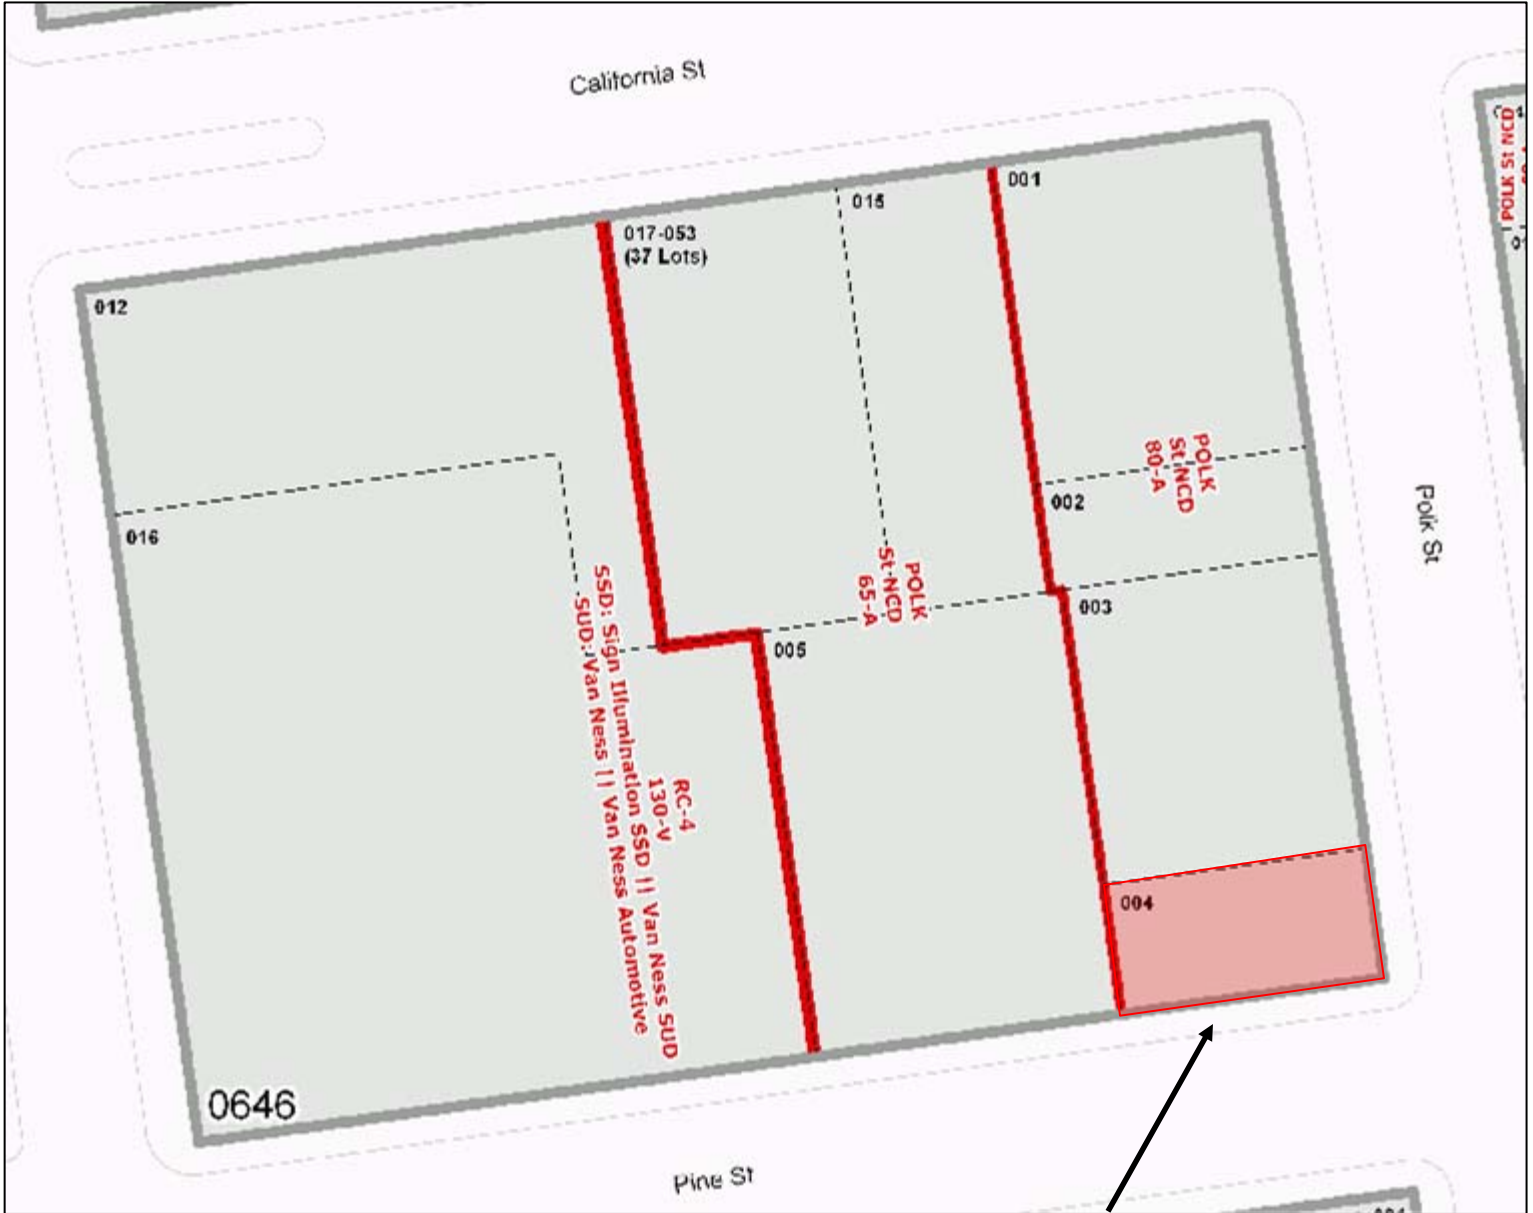 California St
001
015
017-053
(37 Lots)
012
POLK St NCD
POLK
St NCD
80-A
002
016
Polk St
POLK
St NCD
65-A
003
005
SSD: Sign Illumination SSD || Van Ness SUD
SUD: Van Ness || Van Ness Automotive
RC-4
130-V
004
0646
Pine St